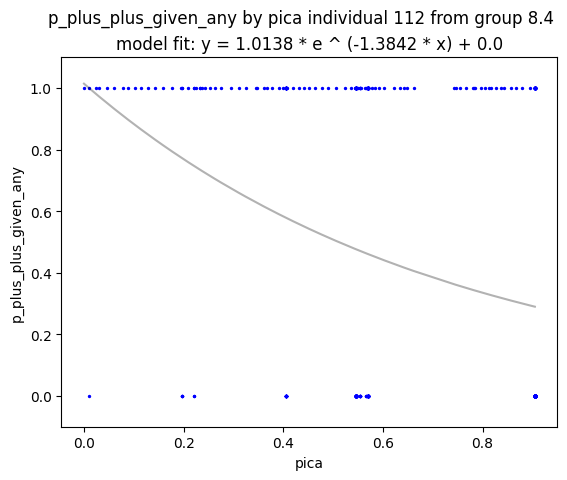 p_plus_plus_given_any by pica individual 112 from group 8.4
model fit: y = 1.0138 * e ^ (-1.3842 * x) + 0.0
p_plus_plus_given_any
1.0
0.8
0.6
0.4
0.2
0.0
0.0 0.2 0.4 0.6 0.8
pica